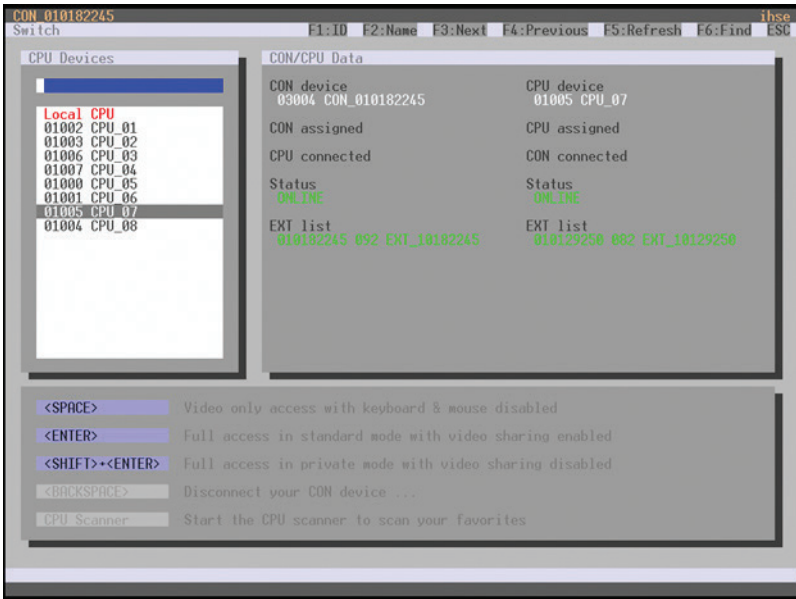 CON_010182245 ihse
Switch F1:ID F2:Name F3:Next F4:Previous F5:Refresh F6:Find ESC
CPU Devices
Local CPU
01002 CPU_01
01003 CPU_02
01006 CPU_03
01007 CPU_04
01000 CPU_05
01001 CPU_06
01005 CPU_07
01004 CPU_08
CON/CPU Data
CON device CPU device
03004 CON_010182245 01005 CPU_07
CON assigned CPU assigned
CPU connected CON connected
Status Status
ONLINE ONLINE
EXT list EXT list
010182245 092 EXT_10182245 010129250 082 EXT_10129250
<SPACE> Video only access with keyboard & mouse disabled
<ENTER> Full access in standard mode with video sharing enabled
<SHIFT>+<ENTER> Full access in private mode with video sharing disabled
<BACKSPACE> Disconnect your CON device ...
CPU Scanner Start the CPU scanner to scan your favorites